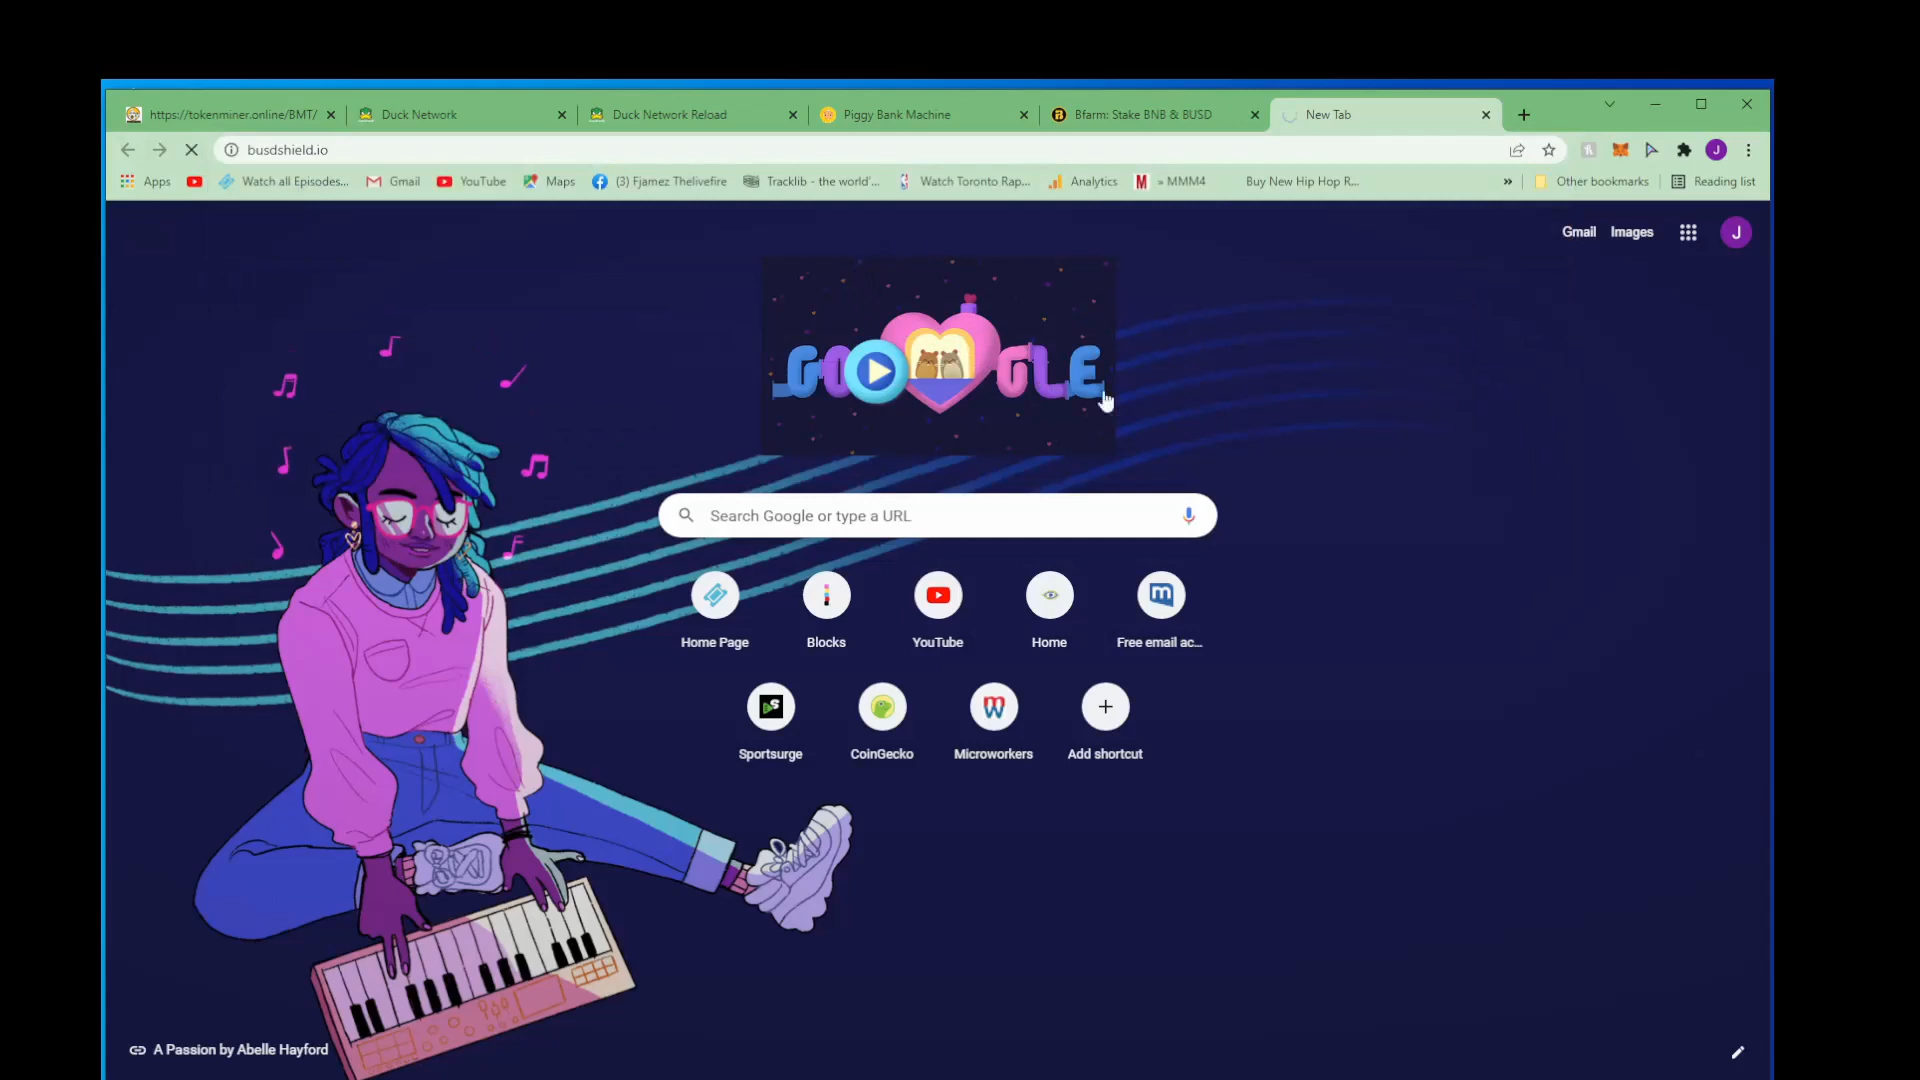 https://tokenminer.online/BMT/
Duck Network
Duck Network Reload
Piggy Bank Machine
Bfarm: Stake BNB & BUSD
New Tab
busdshield.io
J
Apps
Watch all Episodes...
Gmail
YouTube
Maps
(3) Fjamez Thelivefire
Tracklib - the world'...
Watch Toronto Rap...
Analytics
M
» MMM4
Buy New Hip Hop R...
»
Other bookmarks
Reading list
Gmail
Images
J
GOOGLE
Search Google or type a URL
Home Page
Blocks
YouTube
Home
Free email ac...
Sportsurge
CoinGecko
Microworkers
Add shortcut
A Passion by Abelle Hayford